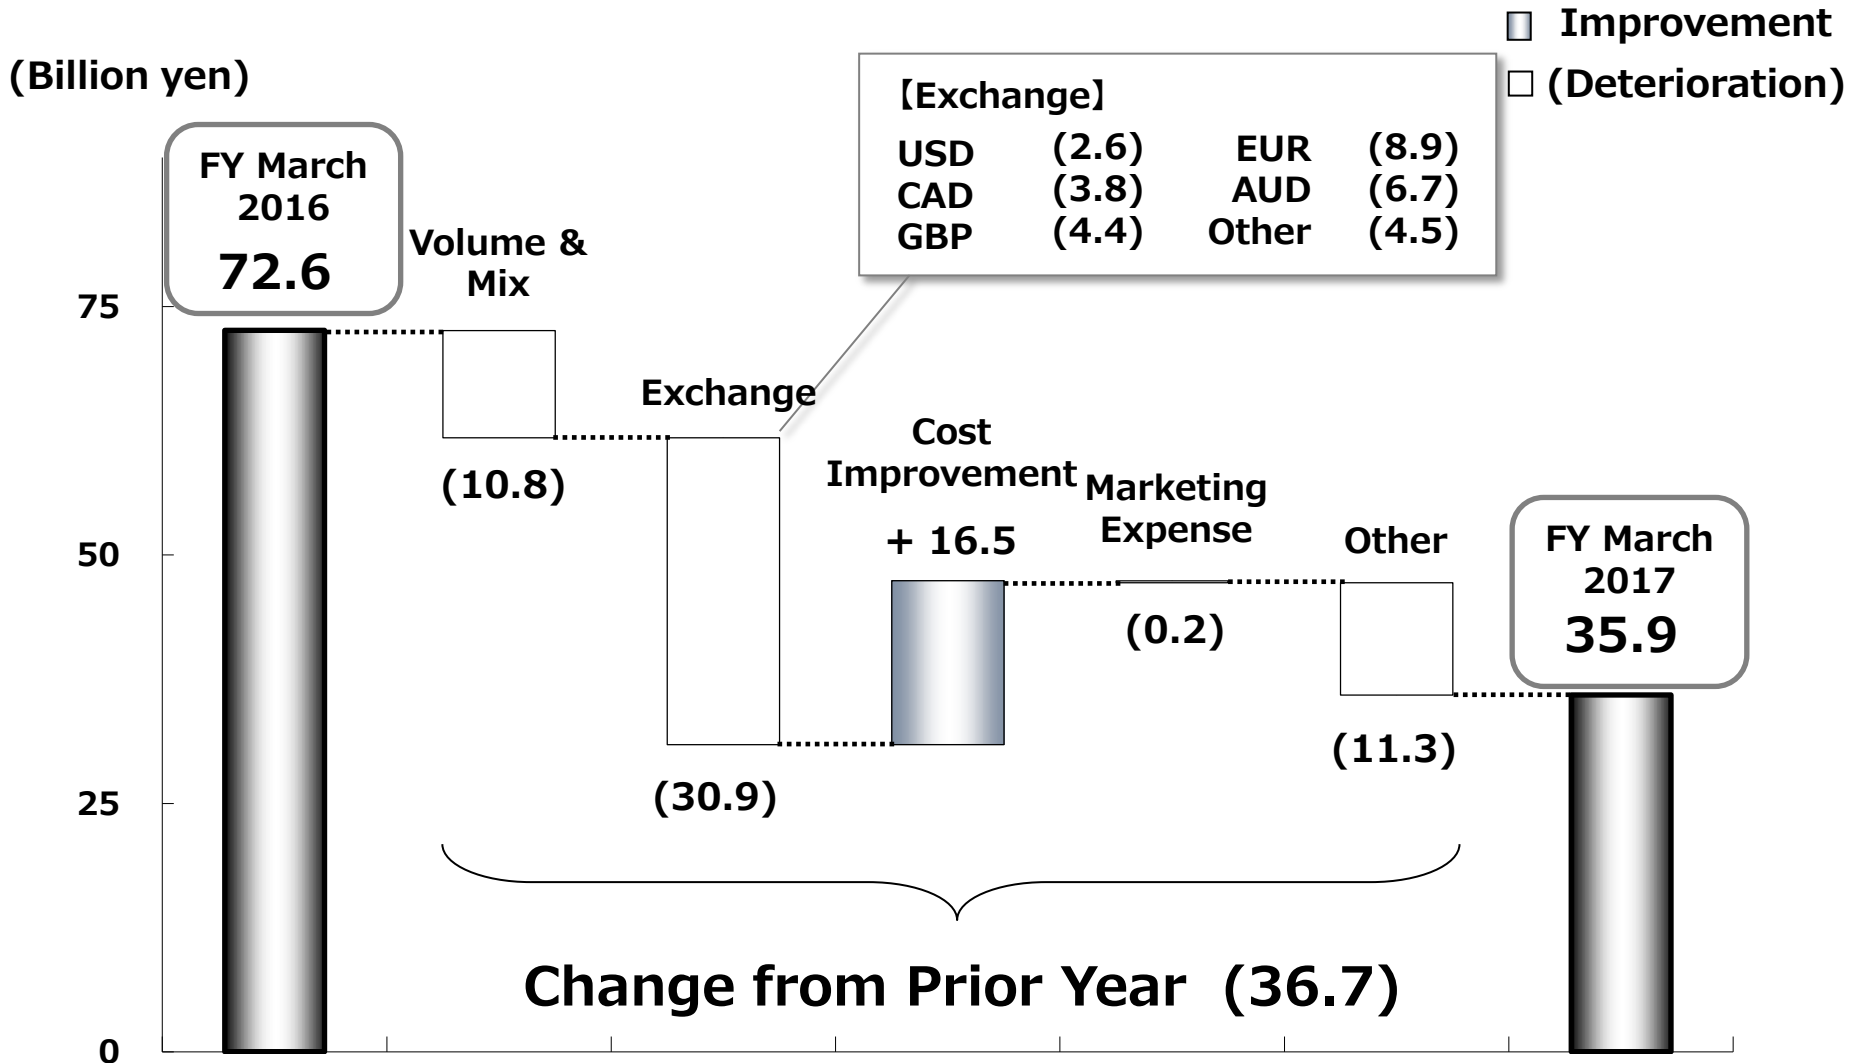 Improvement
(Deterioration)
(Billion yen)
【Exchange】
USD (2.6) EUR (8.9)
CAD (3.8) AUD (6.7)
GBP (4.4) Other (4.5)
FY March
2016
72.6
Volume &
Mix
(10.8)
Exchange
(30.9)
Cost
Improvement
+ 16.5
Marketing
Expense
(0.2)
Other
(11.3)
FY March
2017
35.9
75
50
25
0
Change from Prior Year (36.7)